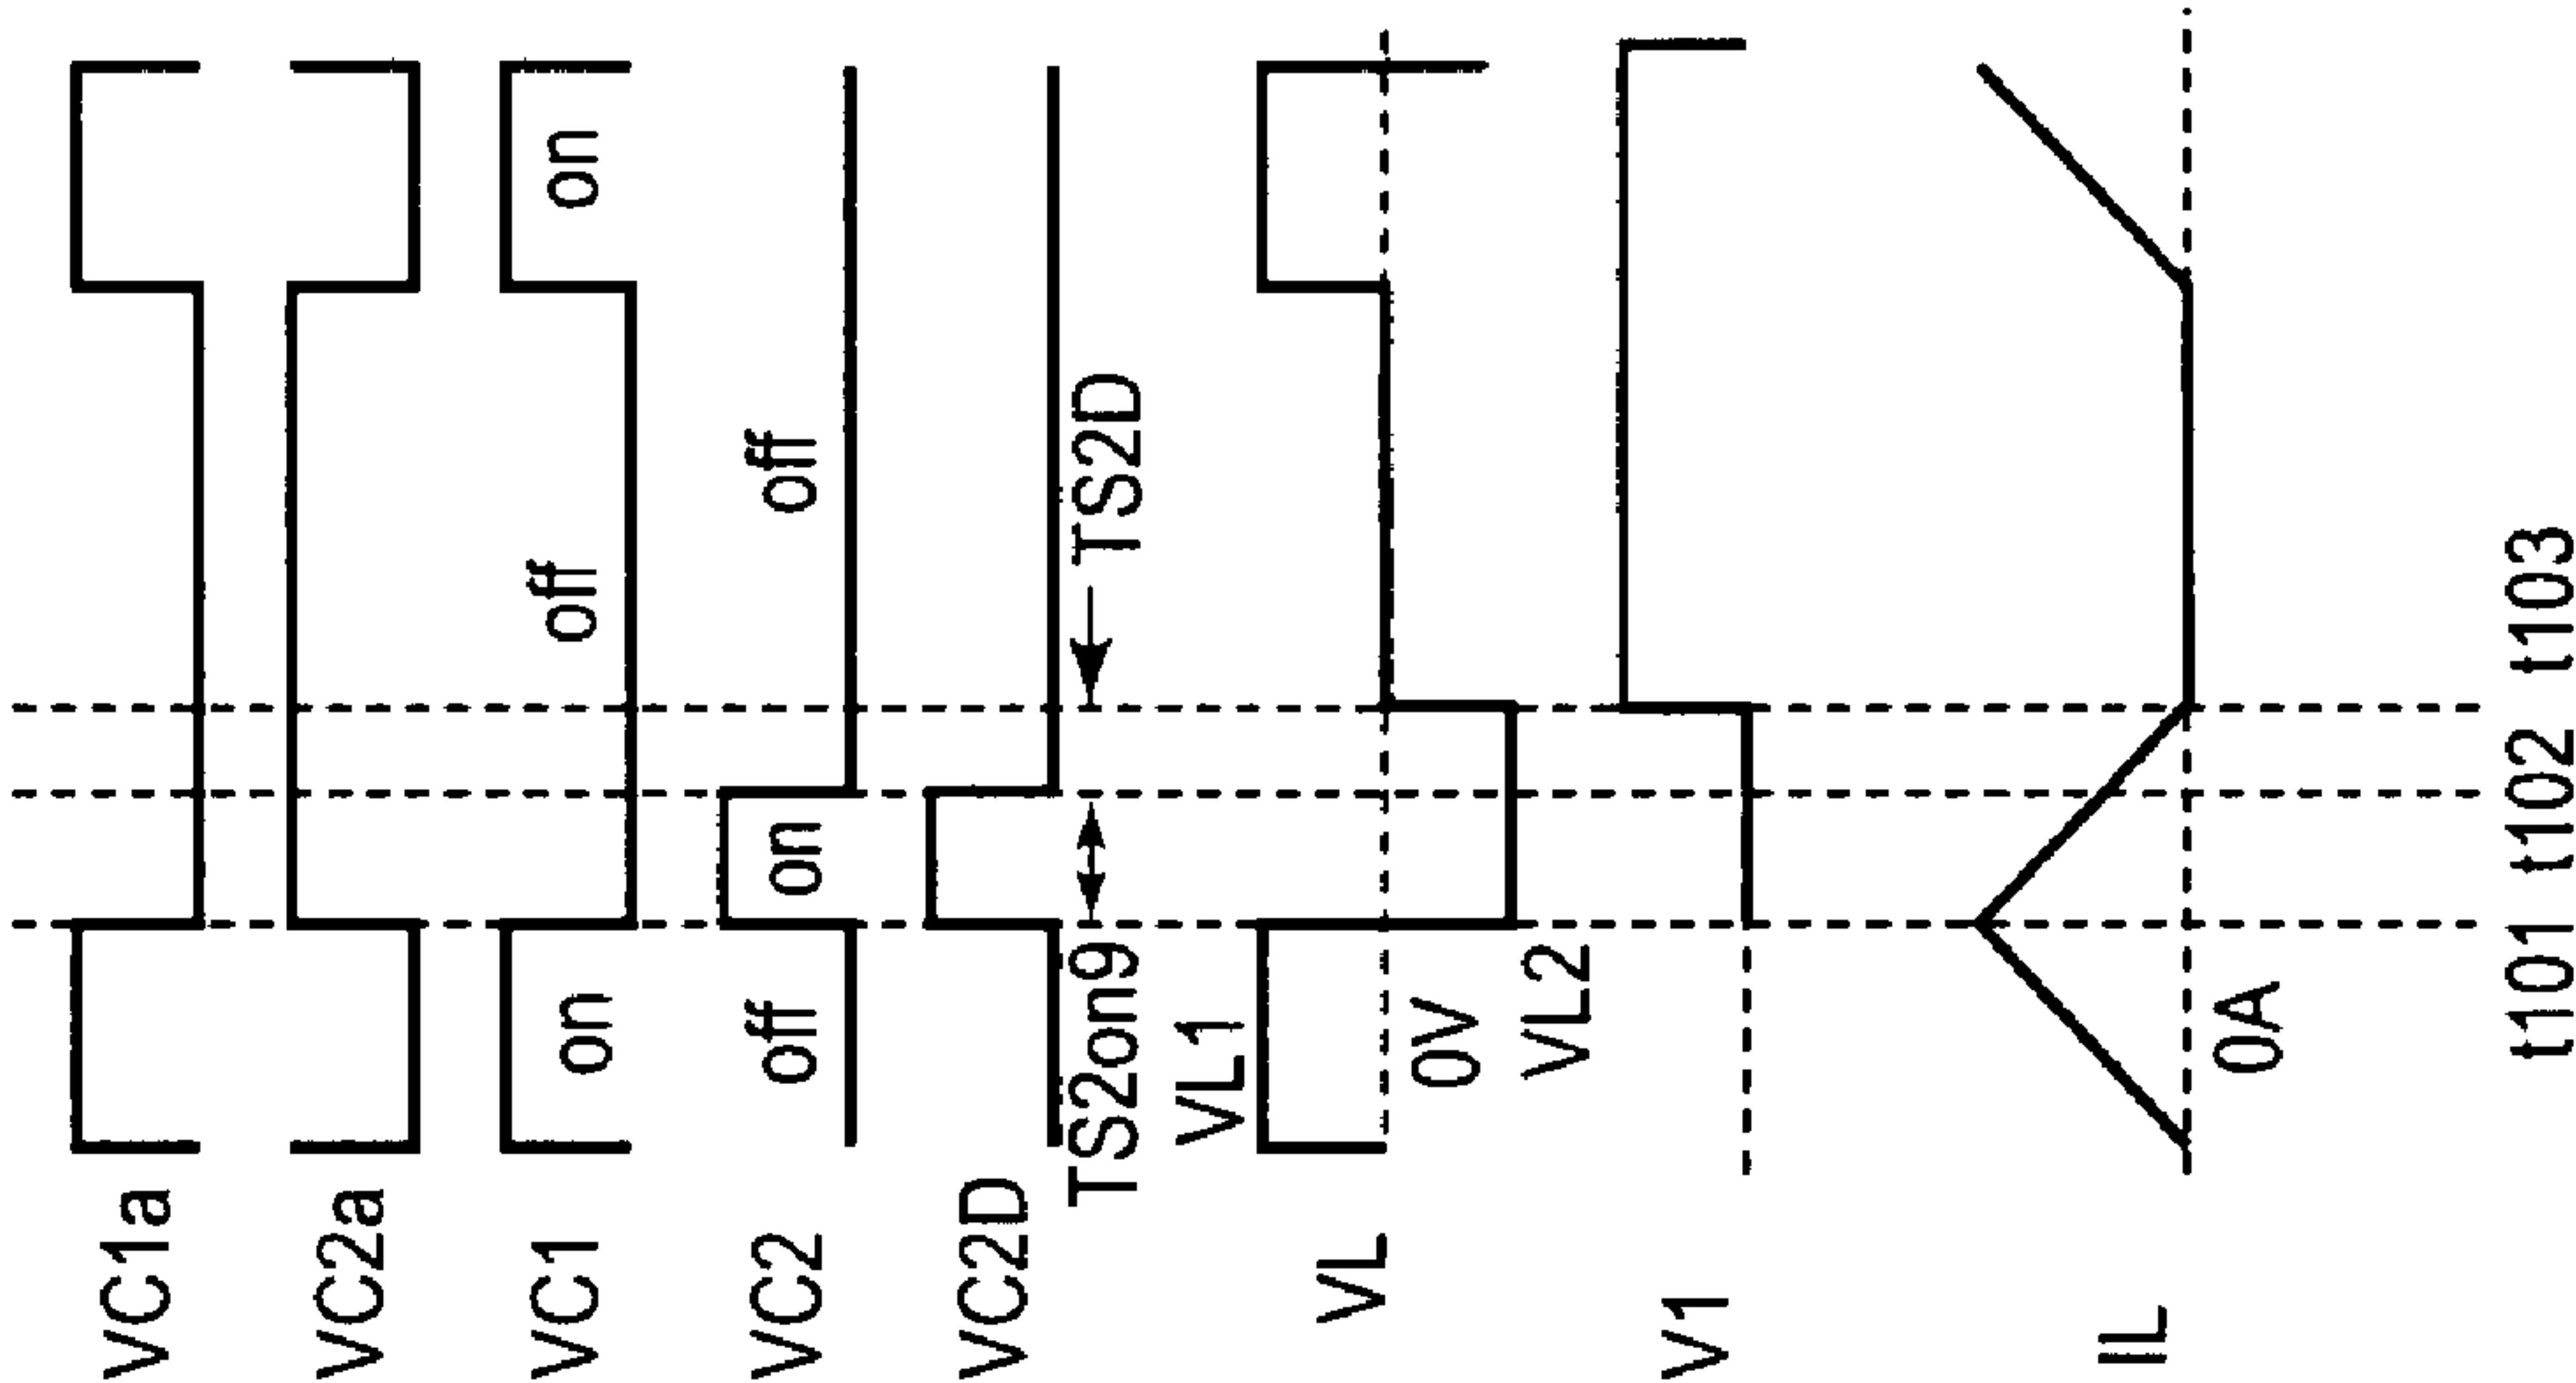 VC1a
VC2a
VC1
on
off
on
VC2
off
on
off
VC2D
TS2on9
TS2D
VL
VL1
0V
VL2
V1
IL
0A
t101 t102 t103